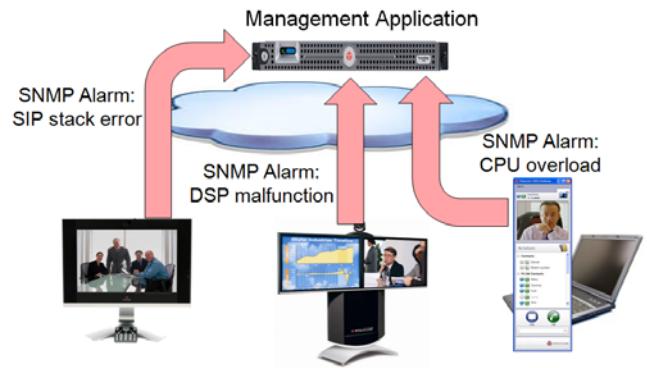 Management Application
SNMP Alarm:
SIP stack error
SNMP Alarm:
DSP malfunction
SNMP Alarm:
CPU overload